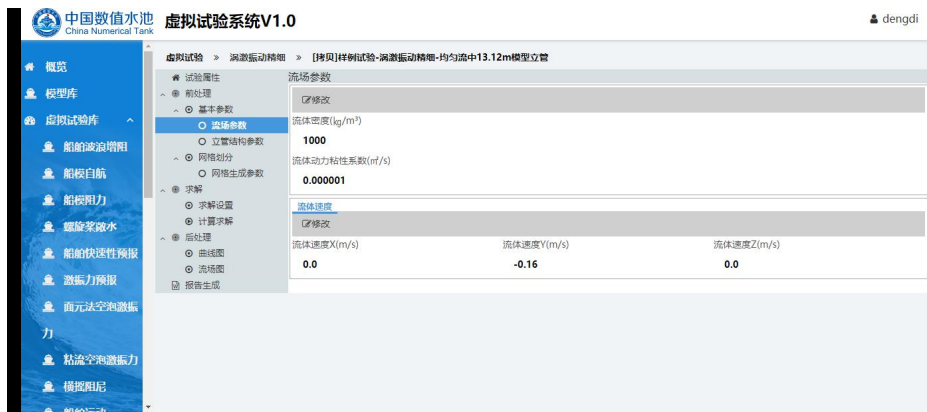 中国数值水池
China Numerical Tank
虚拟试验系统V1.0
dengdi
概览
模型库
虚拟试验库
船舶波浪增阻
船模自航
船模阻力
螺旋桨敞水
船舶快速性预报
激振力预报
面元法空泡激振
力
粘流空泡激振力
横摇阻尼
船舶运动
虚拟试验 » 涡激振动精细 » [拷贝]样例试验-涡激振动精细-均匀流中13.12m模型立管
试验属性
前处理
基本参数
流场参数
立管结构参数
网格划分
网格生成参数
求解
求解设置
计算求解
后处理
曲线图
流场图
报告生成
流场参数
修改
流体密度(kg/m³)
1000
流体动力粘性系数(㎡/s)
0.000001
流体速度
修改
流体速度X(m/s) 流体速度Y(m/s) 流体速度Z(m/s)
0.0 -0.16 0.0